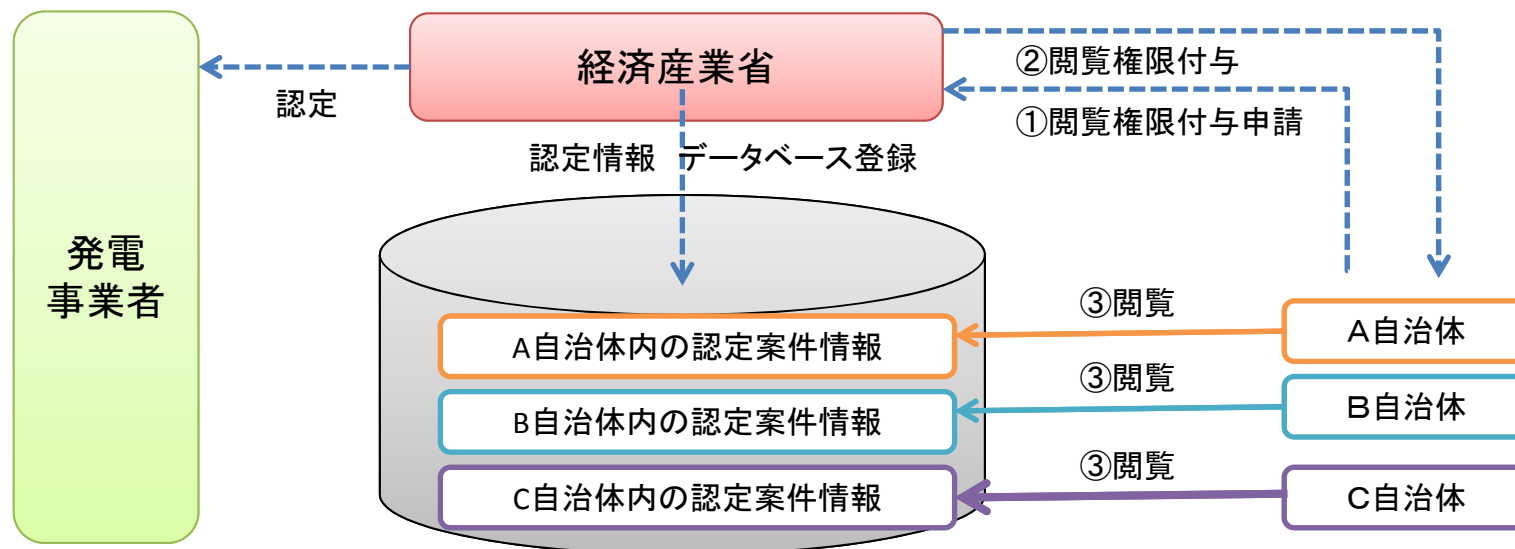 経済産業省
②閲覧権限付与
認定
①閲覧権限付与申請
認定情報　データベース登録
発電
事業者
③閲覧
A自治体内の認定案件情報
A自治体
③閲覧
B自治体内の認定案件情報
B自治体
③閲覧
C自治体内の認定案件情報
C自治体